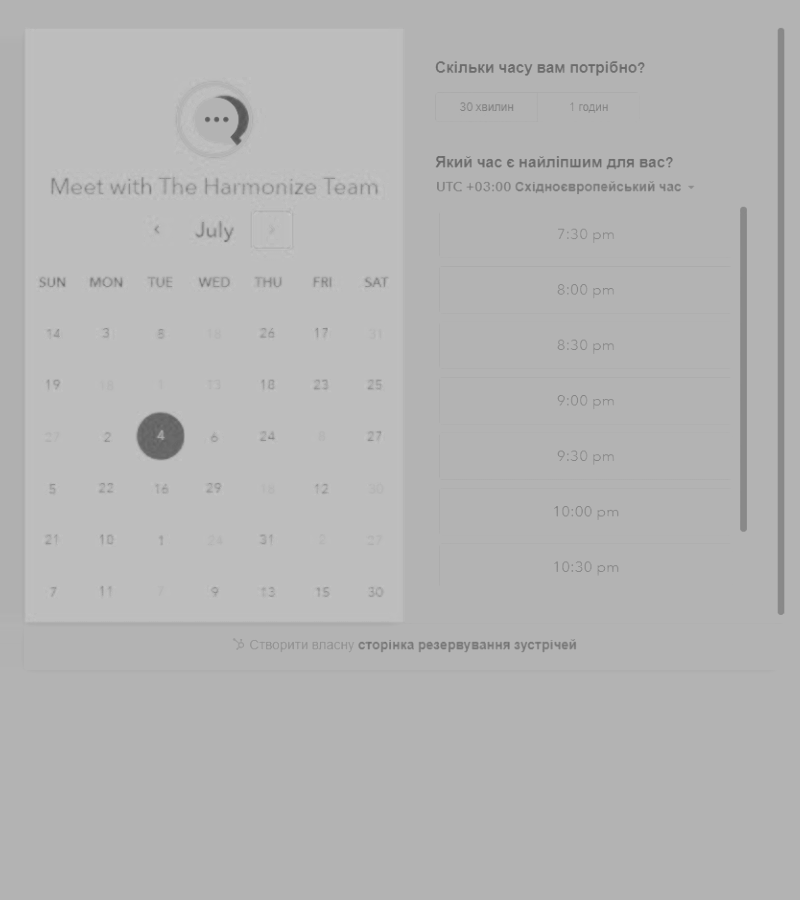 Meet with The Harmonize Team
July
SUN MON TUE WED THU FRI SAT
14 3 8 18 26 17 31
19 18 1 13 18 23 25
27 2 4 6 24 8 27
5 22 16 29 18 12 30
21 10 1 24 31 2 27
7 11 9 13 15 30
Скільки часу вам потрібно?
30 хвилин 1 годин
Який час є найліпшим для вас?
UTC +03:00 Східноєвропейський час
7:30 pm
8:00 pm
8:30 pm
9:00 pm
9:30 pm
10:00 pm
10:30 pm
Створити власну сторінка резервування зустрічей